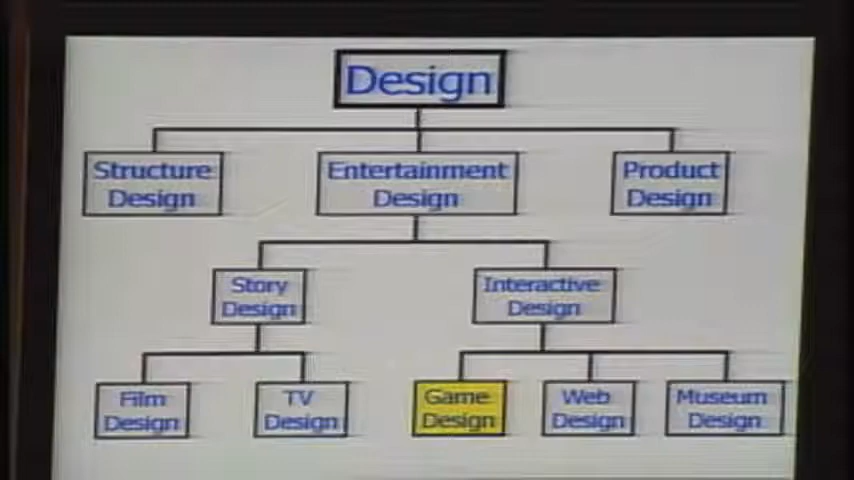 Design
Structure
Design
Entertainment
Design
Product
Design
Story
Design
Interactive
Design
Film
Design
TV
Design
Game
Design
Web
Design
Museum
Design